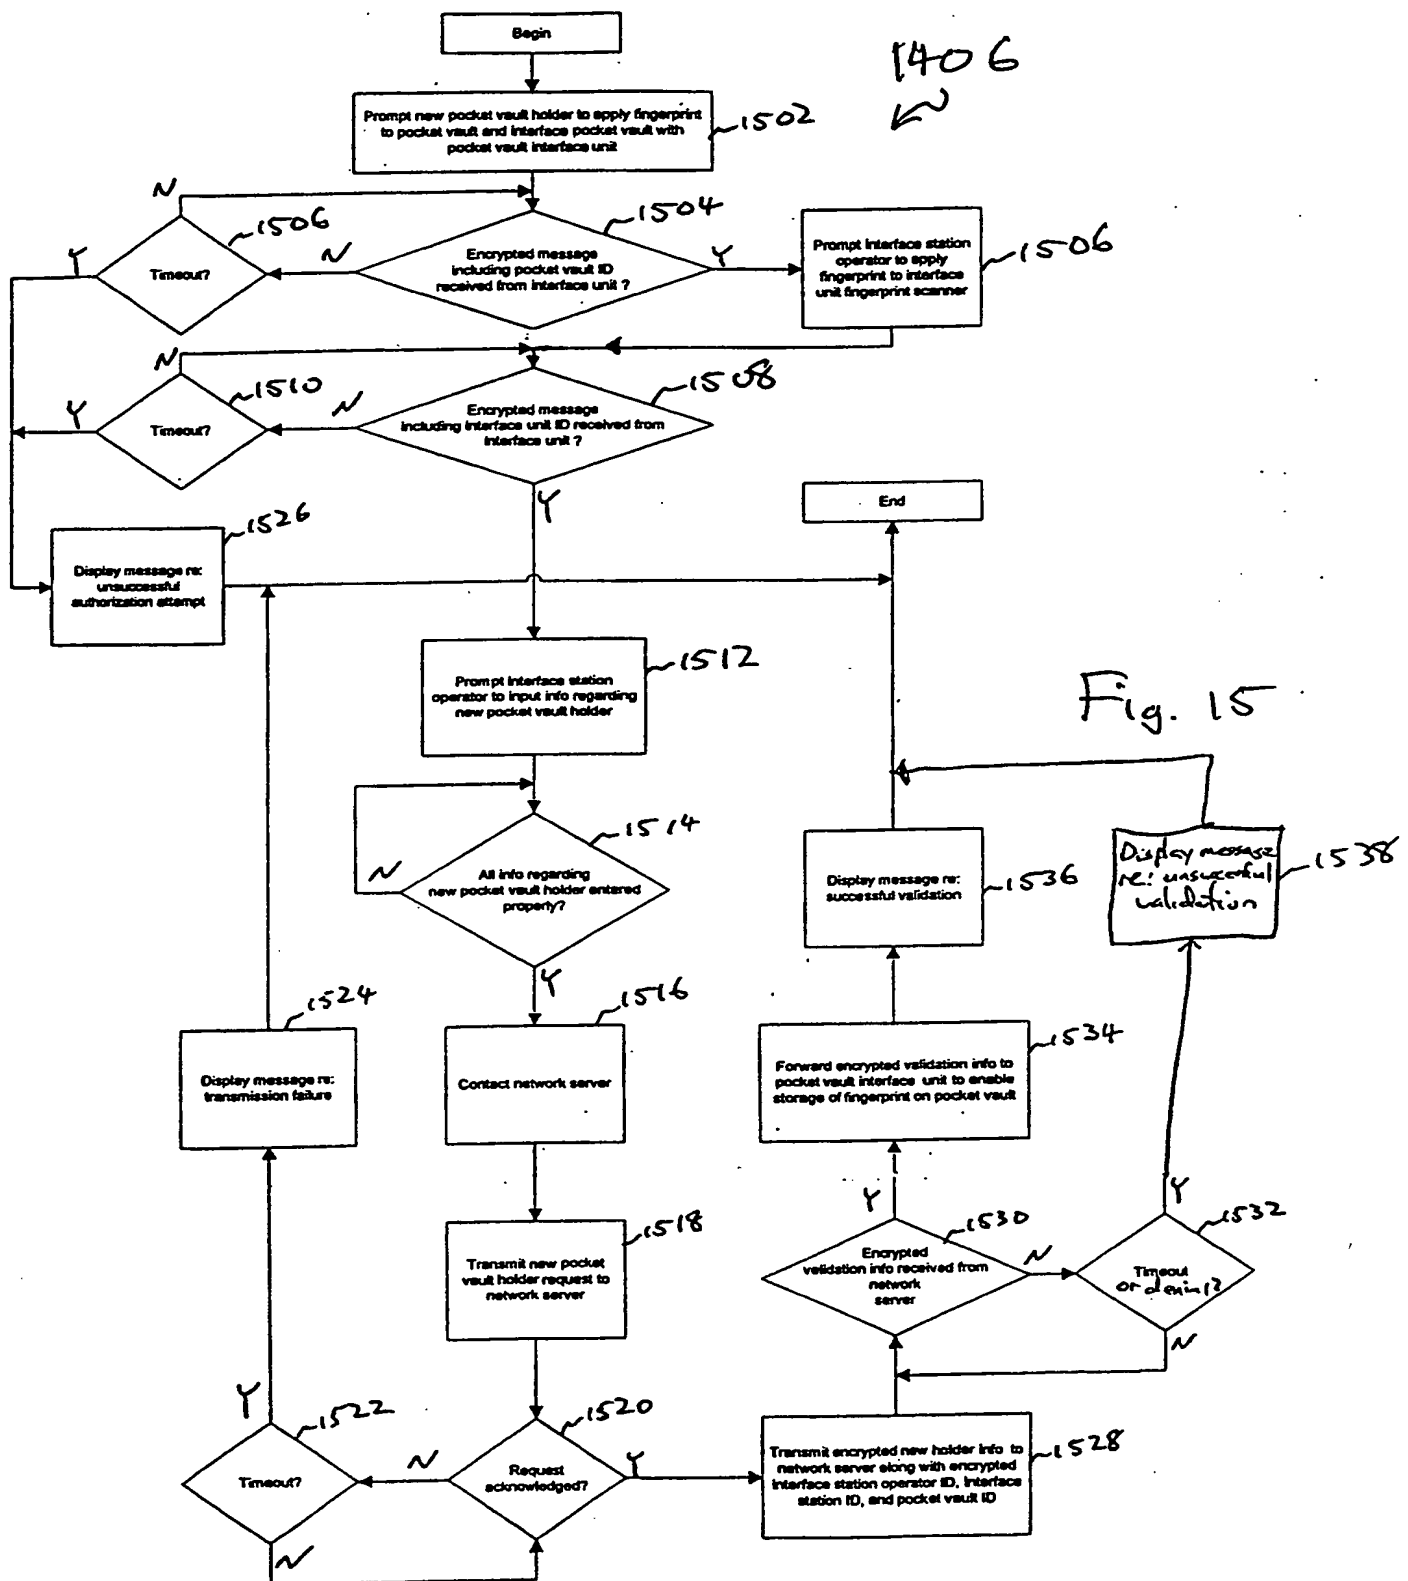 Begin
1406
Prompt new pocket vault holder to apply fingerprint
to pocket vault and interface pocket vault with
pocket vault interface unit
1502
N
1506
Y
Timeout?
N
1504
Encrypted message
including pocket vault ID
received from interface unit ?
Y
Prompt Interface station
operator to apply
fingerprint to interface
unit fingerprint scanner
1506
N
1510
Y
Timeout?
N
1508
Encrypted message
including interface unit ID received from
interface unit ?
Y
End
1526
Display message re:
unsuccessful
authorization attempt
Prompt Interface station
operator to input info regarding
new pocket vault holder
1512
Fig. 15
1514
All info regarding
new pocket vault holder entered
properly?
N
Y
Display message re:
successful validation
1536
Display message
re: unsuccessful
validation
1538
1524
Display message re:
transmission failure
1516
Contact network server
1534
Forward encrypted validation info to
pocket vault interface unit to enable
storage of fingerprint on pocket vault
1518
Transmit new pocket
vault holder request to
network server
Y
1530
Encrypted
validation info received from
network
server
N
Y
1532
Timeout
or denial?
N
Y
1522
Timeout?
N
N
1520
Request
acknowledged?
Y
Transmit encrypted new holder info to
network server along with encrypted
interface station operator ID, interface
station ID, and pocket vault ID
1528